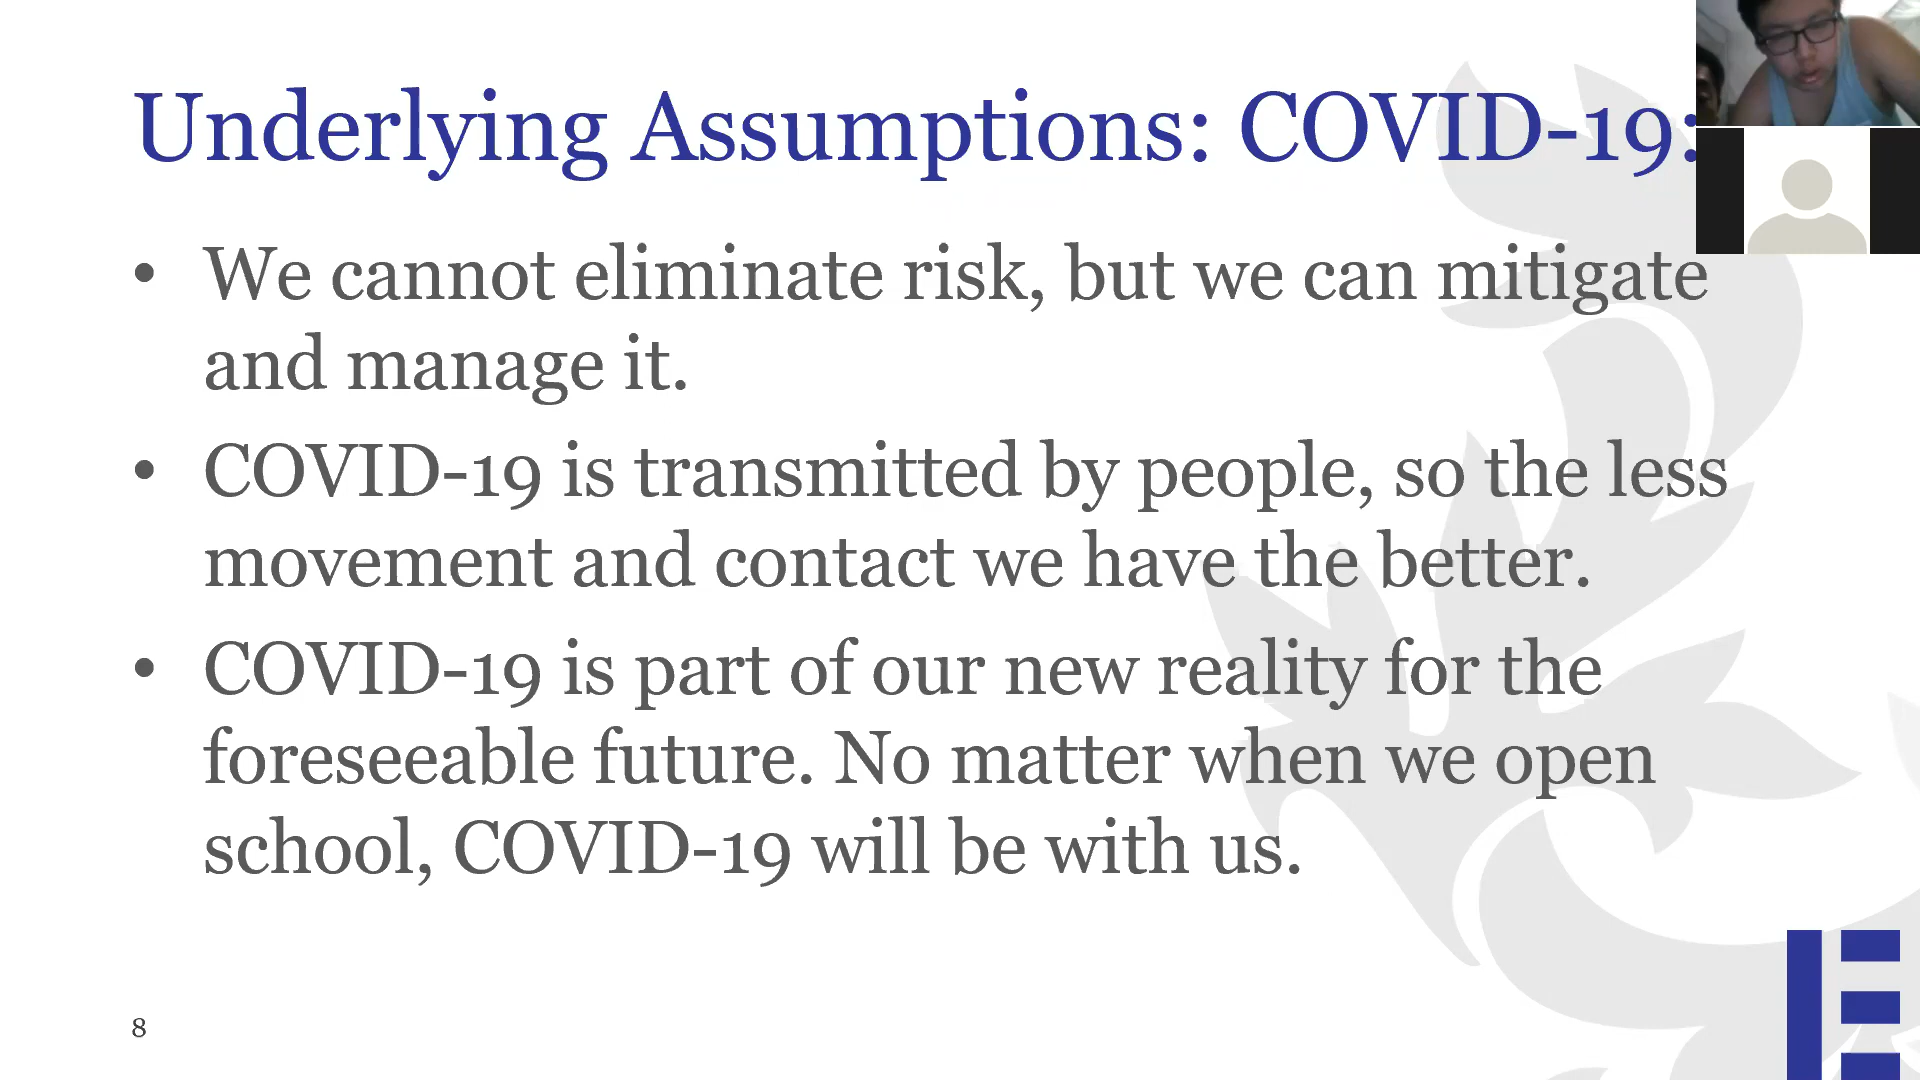 Underlying Assumptions: COVID-19:
• We cannot eliminate risk, but we can mitigate
and manage it.
• COVID-19 is transmitted by people, so the less
movement and contact we have the better.
• COVID-19 is part of our new reality for the
foreseeable future. No matter when we open
school, COVID-19 will be with us.
8